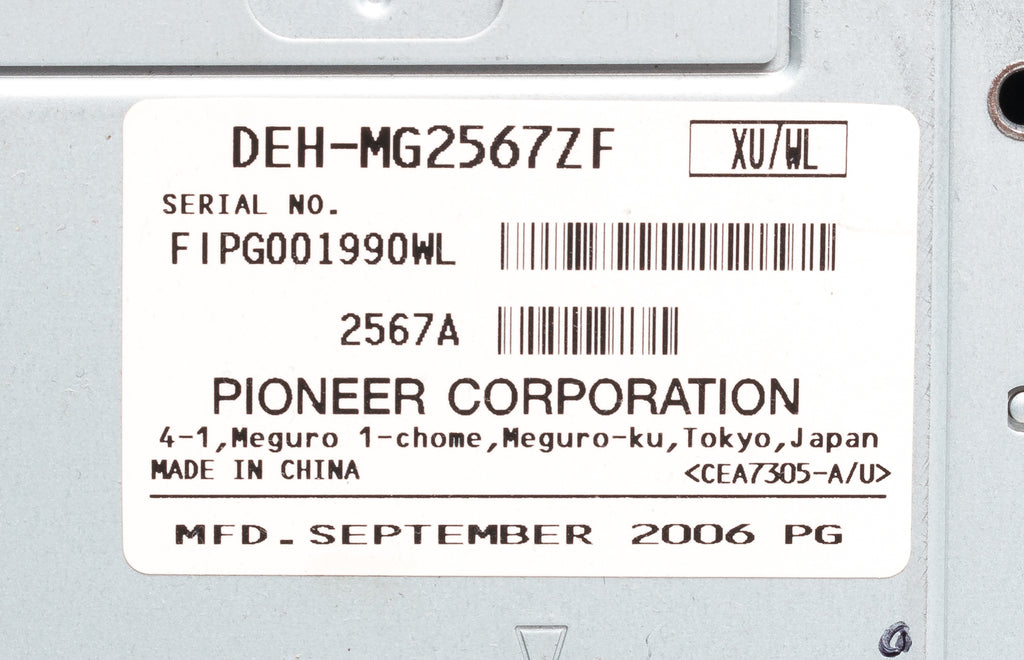 DEH-MG2567ZF XU/WL
SERIAL NO.
FIPG001990WL
2567A
PIONEER CORPORATION
4-1,Meguro 1-chome,Meguro-ku,Tokyo,Japan
MADE IN CHINA <CEA7305-A/U>
MFD. SEPTEMBER 2006 PG